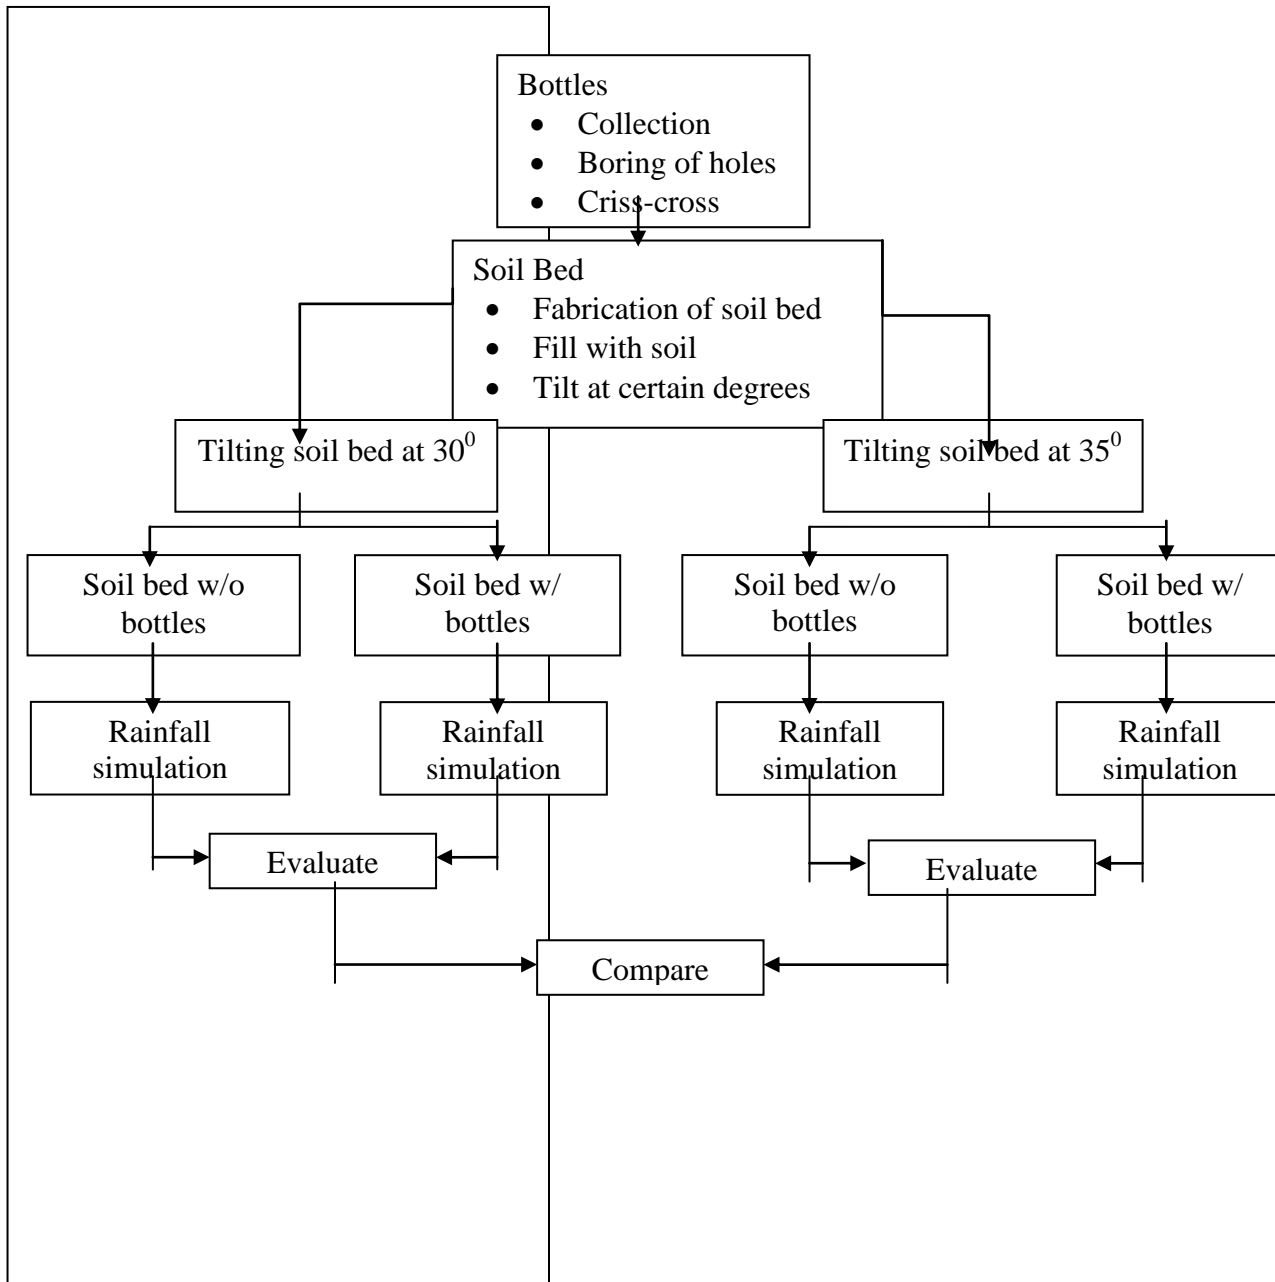 Bottles
• Collection
• Boring of holes
• Criss-cross
Soil Bed
• Fabrication of soil bed
• Fill with soil
• Tilt at certain degrees
Tilting soil bed at 30⁰
Tilting soil bed at 35⁰
Soil bed w/o
bottles
Soil bed w/
bottles
Soil bed w/o
bottles
Soil bed w/
bottles
Rainfall
simulation
Rainfall
simulation
Rainfall
simulation
Rainfall
simulation
Evaluate
Evaluate
Compare